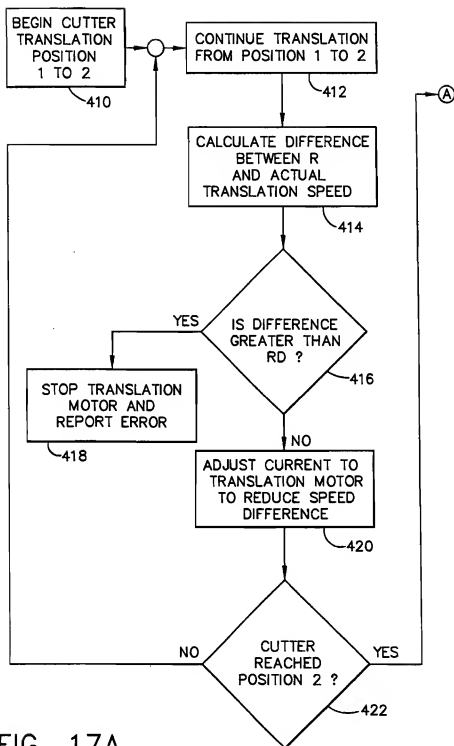 BEGIN CUTTER
TRANSLATION
POSITION
1 TO 2
410
CONTINUE TRANSLATION
FROM POSITION 1 TO 2
412
A
CALCULATE DIFFERENCE
BETWEEN R
AND ACTUAL
TRANSLATION SPEED
414
IS DIFFERENCE
GREATER THAN
RD ?
416
YES
STOP TRANSLATION
MOTOR AND
REPORT ERROR
418
NO
ADJUST CURRENT TO
TRANSLATION MOTOR
TO REDUCE SPEED
DIFFERENCE
420
NO
CUTTER
REACHED
POSITION 2 ?
YES
422
FIG. 17A